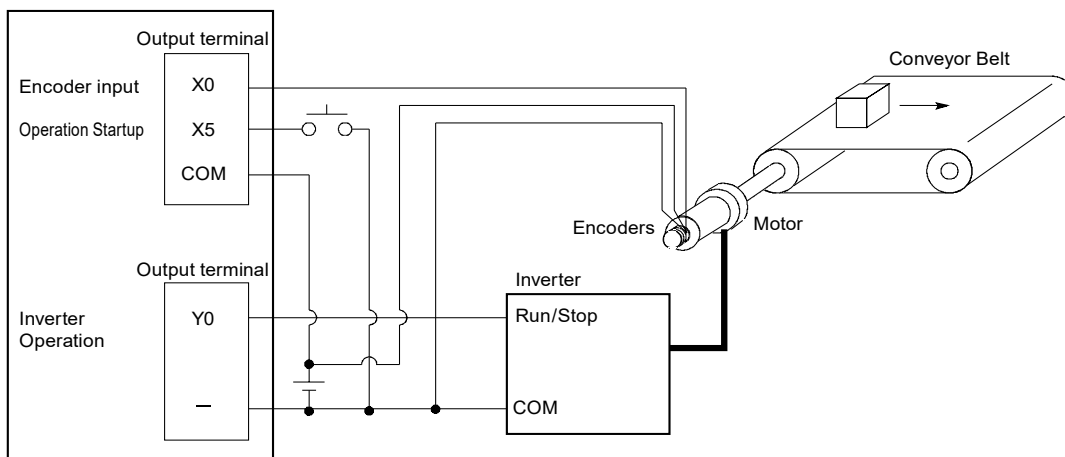 Output terminal
Encoder input
X0
Operation Startup
X5
COM
Conveyor Belt
Encoders
Motor
Output terminal
Inverter
Inverter
Operation
Y0
Run/Stop
—
COM